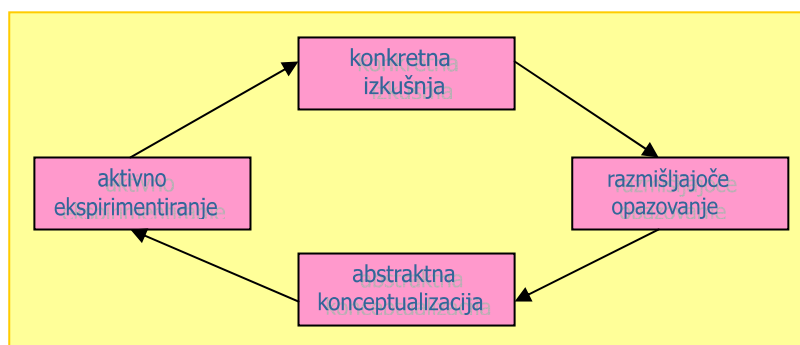 konkretna
izkušnja
aktivno
ekspirimentiranje
razmišljajoče
opazovanje
abstraktna
konceptualizacija